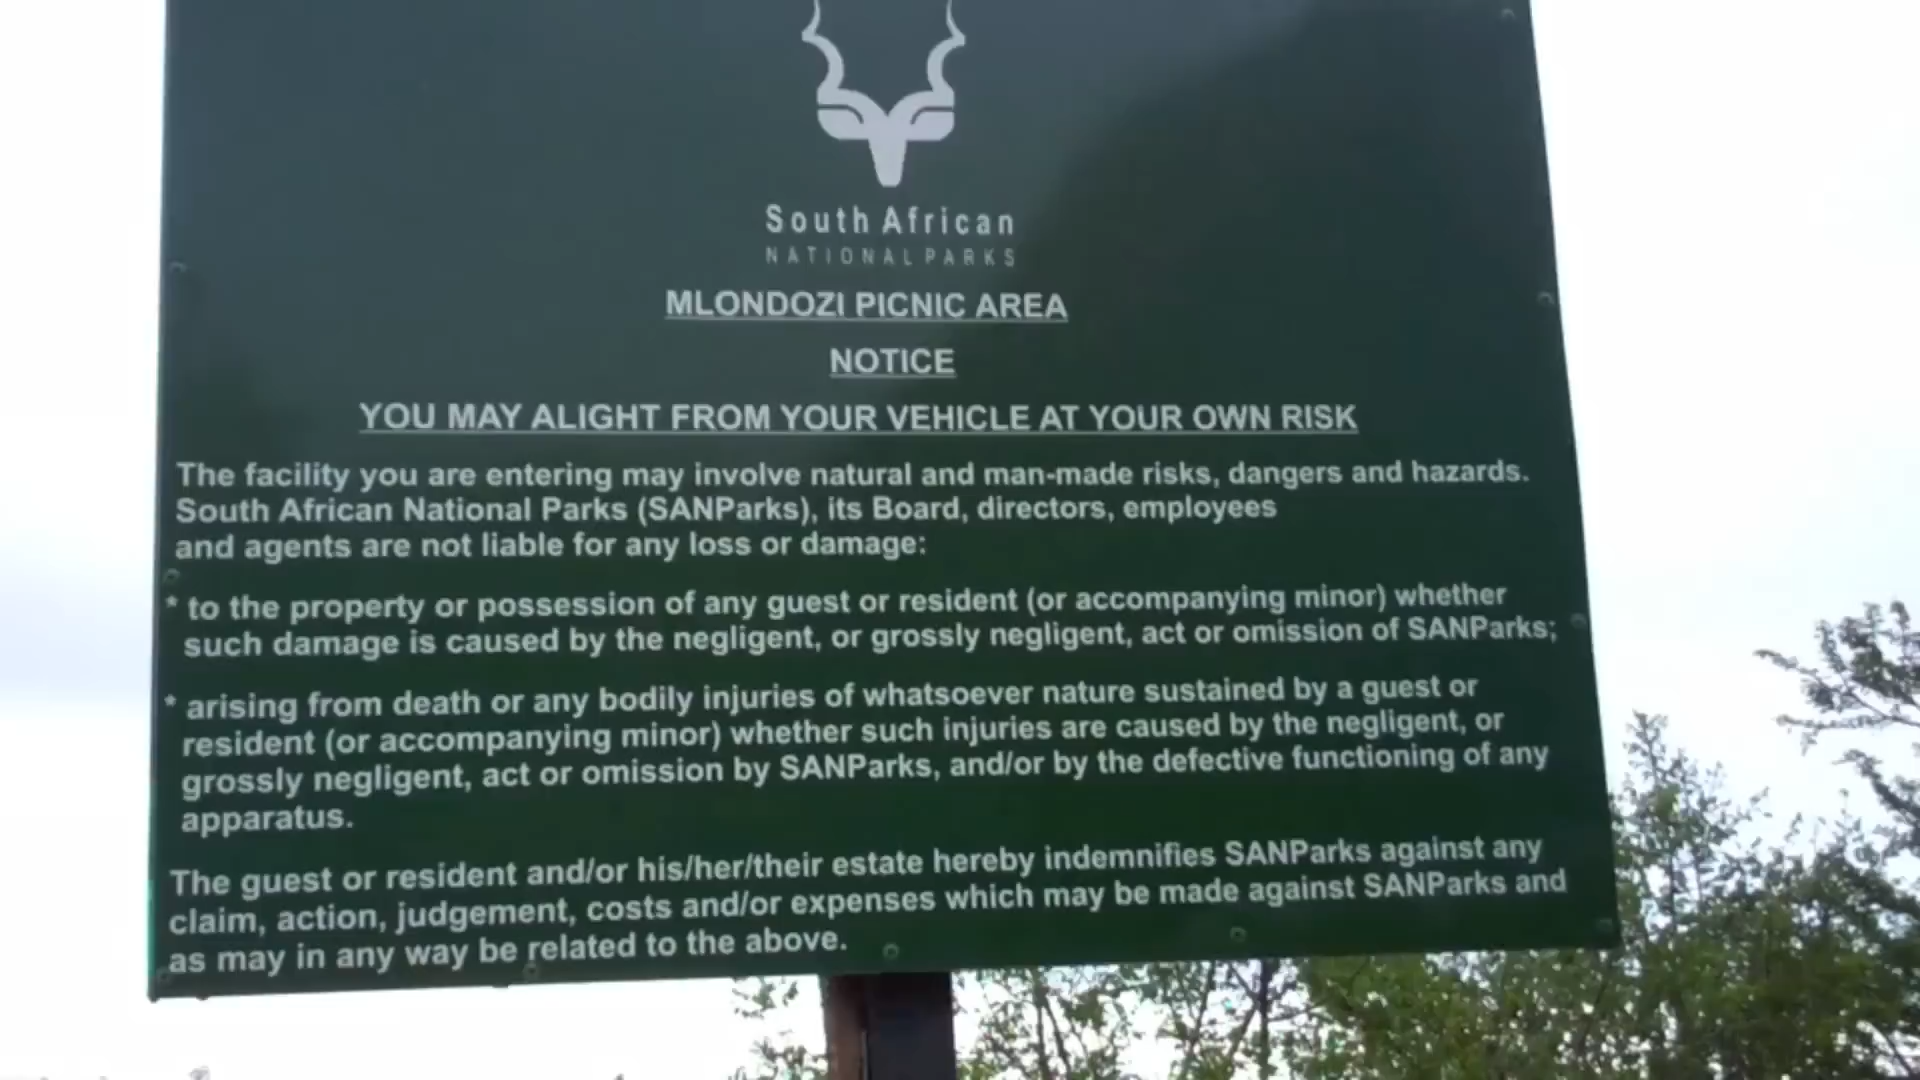 South African
NATIONAL PARKS
MLONDOZI PICNIC AREA
NOTICE
YOU MAY ALIGHT FROM YOUR VEHICLE AT YOUR OWN RISK
The facility you are entering may involve natural and man-made risks, dangers and hazards.
South African National Parks (SANParks), its Board, directors, employees
and agents are not liable for any loss or damage:
* to the property or possession of any guest or resident (or accompanying minor) whether
such damage is caused by the negligent, or grossly negligent, act or omission of SANParks;
* arising from death or any bodily injuries of whatsoever nature sustained by a guest or
resident (or accompanying minor) whether such injuries are caused by the negligent, or
grossly negligent, act or omission by SANParks, and/or by the defective functioning of any
apparatus.
The guest or resident and/or his/her/their estate hereby indemnifies SANParks against any
claim, action, judgement, costs and/or expenses which may be made against SANParks and
as may in any way be related to the above.